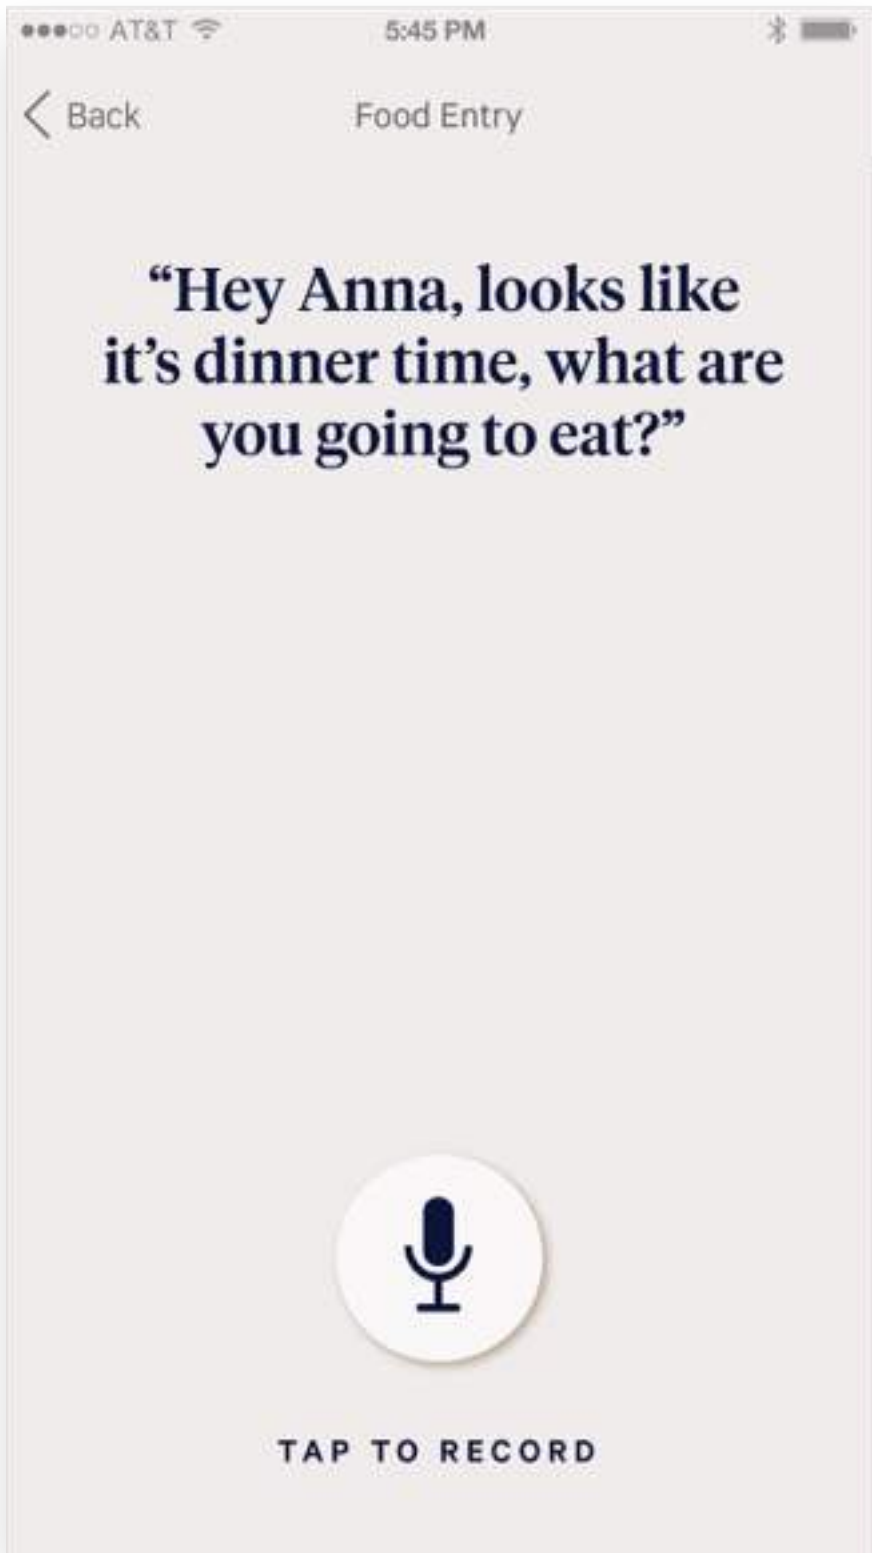 AT&T 5:45 PM
Back Food Entry
“Hey Anna, looks like
it’s dinner time, what are
you going to eat?”
TAP TO RECORD